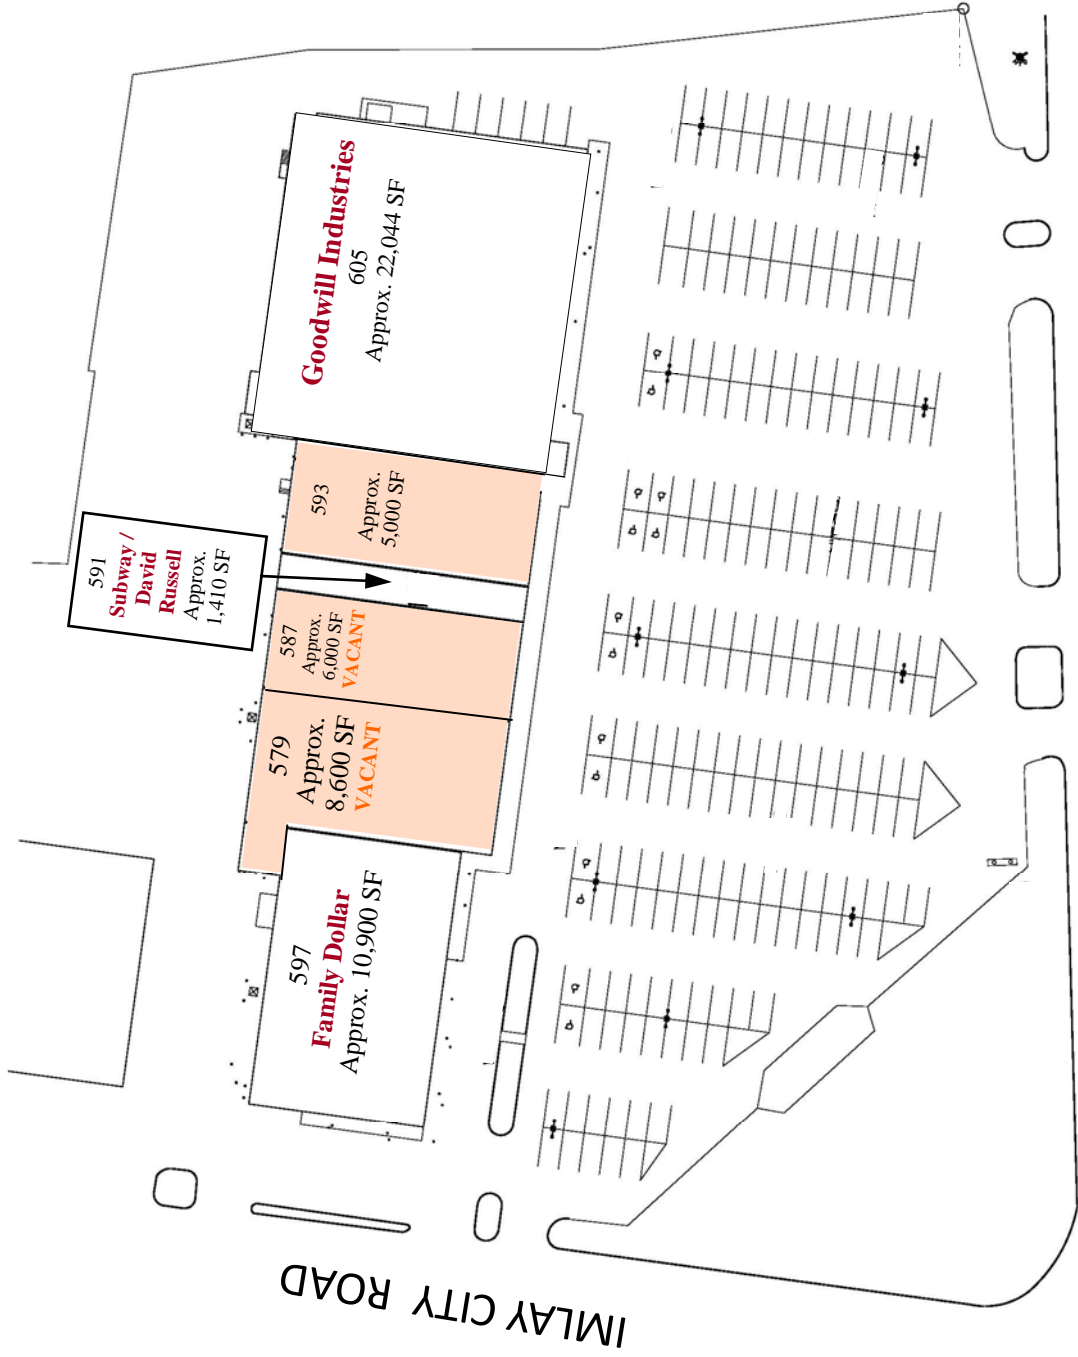 Goodwill Industries
605
Approx. 22,044 SF
593
Approx.
5,000 SF
591
Subway /
David
Russell
Approx.
1,410 SF
587
Approx.
6,000 SF
VACANT
579
Approx.
8,600 SF
VACANT
597
Family Dollar
Approx. 10,900 SF
IMLAY CITY ROAD